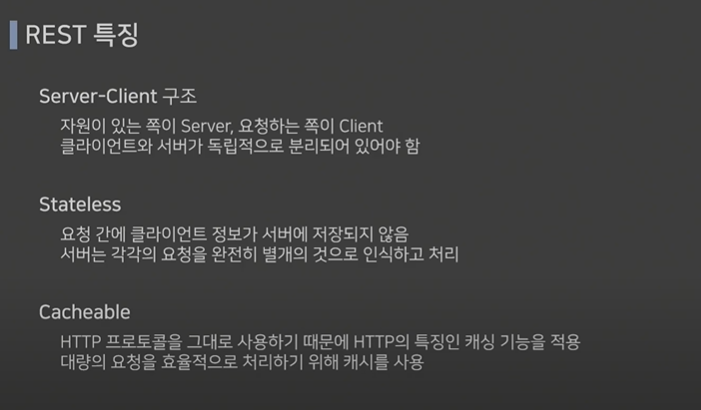 REST 특징
Server-Client 구조
자원이 있는 쪽이 Server, 요청하는 쪽이 Client
클라이언트와 서버가 독립적으로 분리되어 있어야 함
Stateless
요청 간에 클라이언트 정보가 서버에 저장되지 않음
서버는 각각의 요청을 완전히 별개의 것으로 인식하고 처리
Cacheable
HTTP 프로토콜을 그대로 사용하기 때문에 HTTP의 특징인 캐싱 기능을 적용
대량의 요청을 효율적으로 처리하기 위해 캐시를 사용